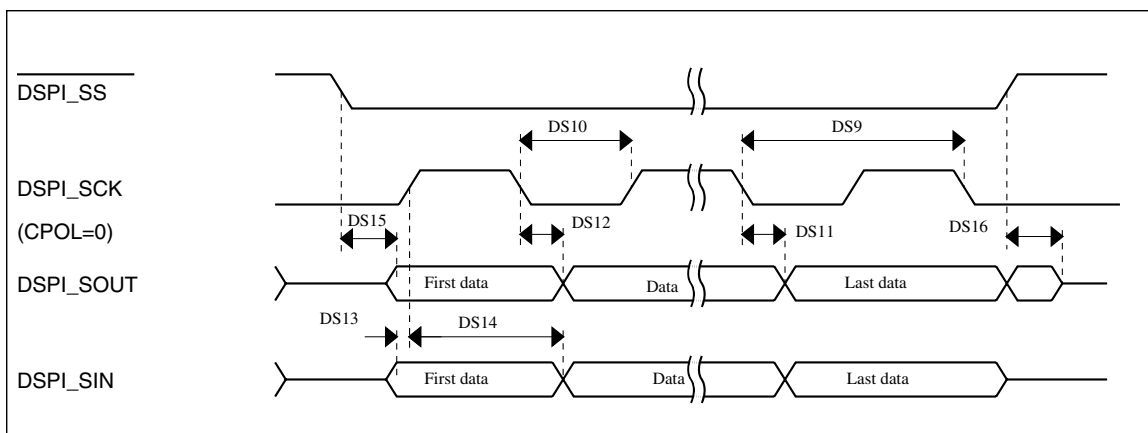 DSPI_SS
DS10
DS9
DSPI_SCK
DS15
DS12
DS11
DS16
(CPOL=0)
DSPI_SOUT
First data
Data
Last data
DS13
DS14
DSPI_SIN
First data
Data
Last data